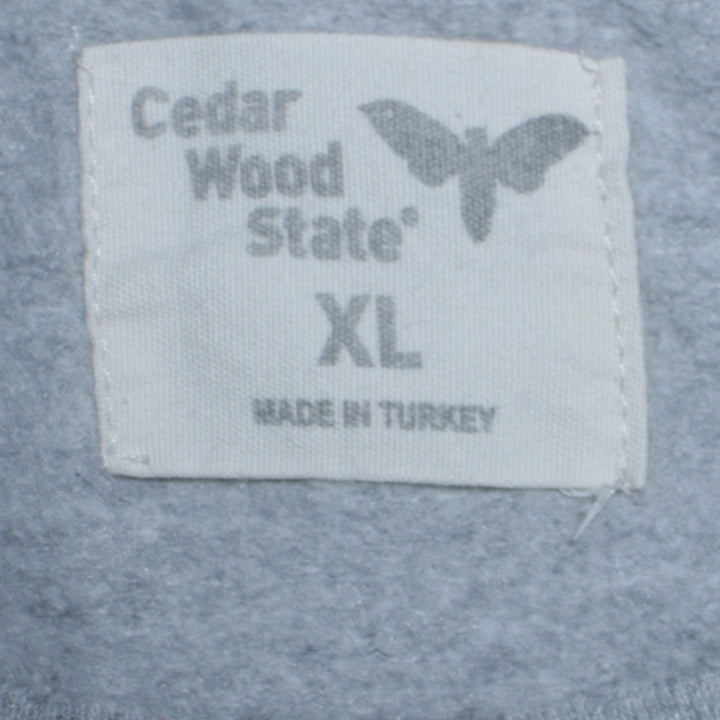 Cedar
Wood
State®
XL
MADE IN TURKEY